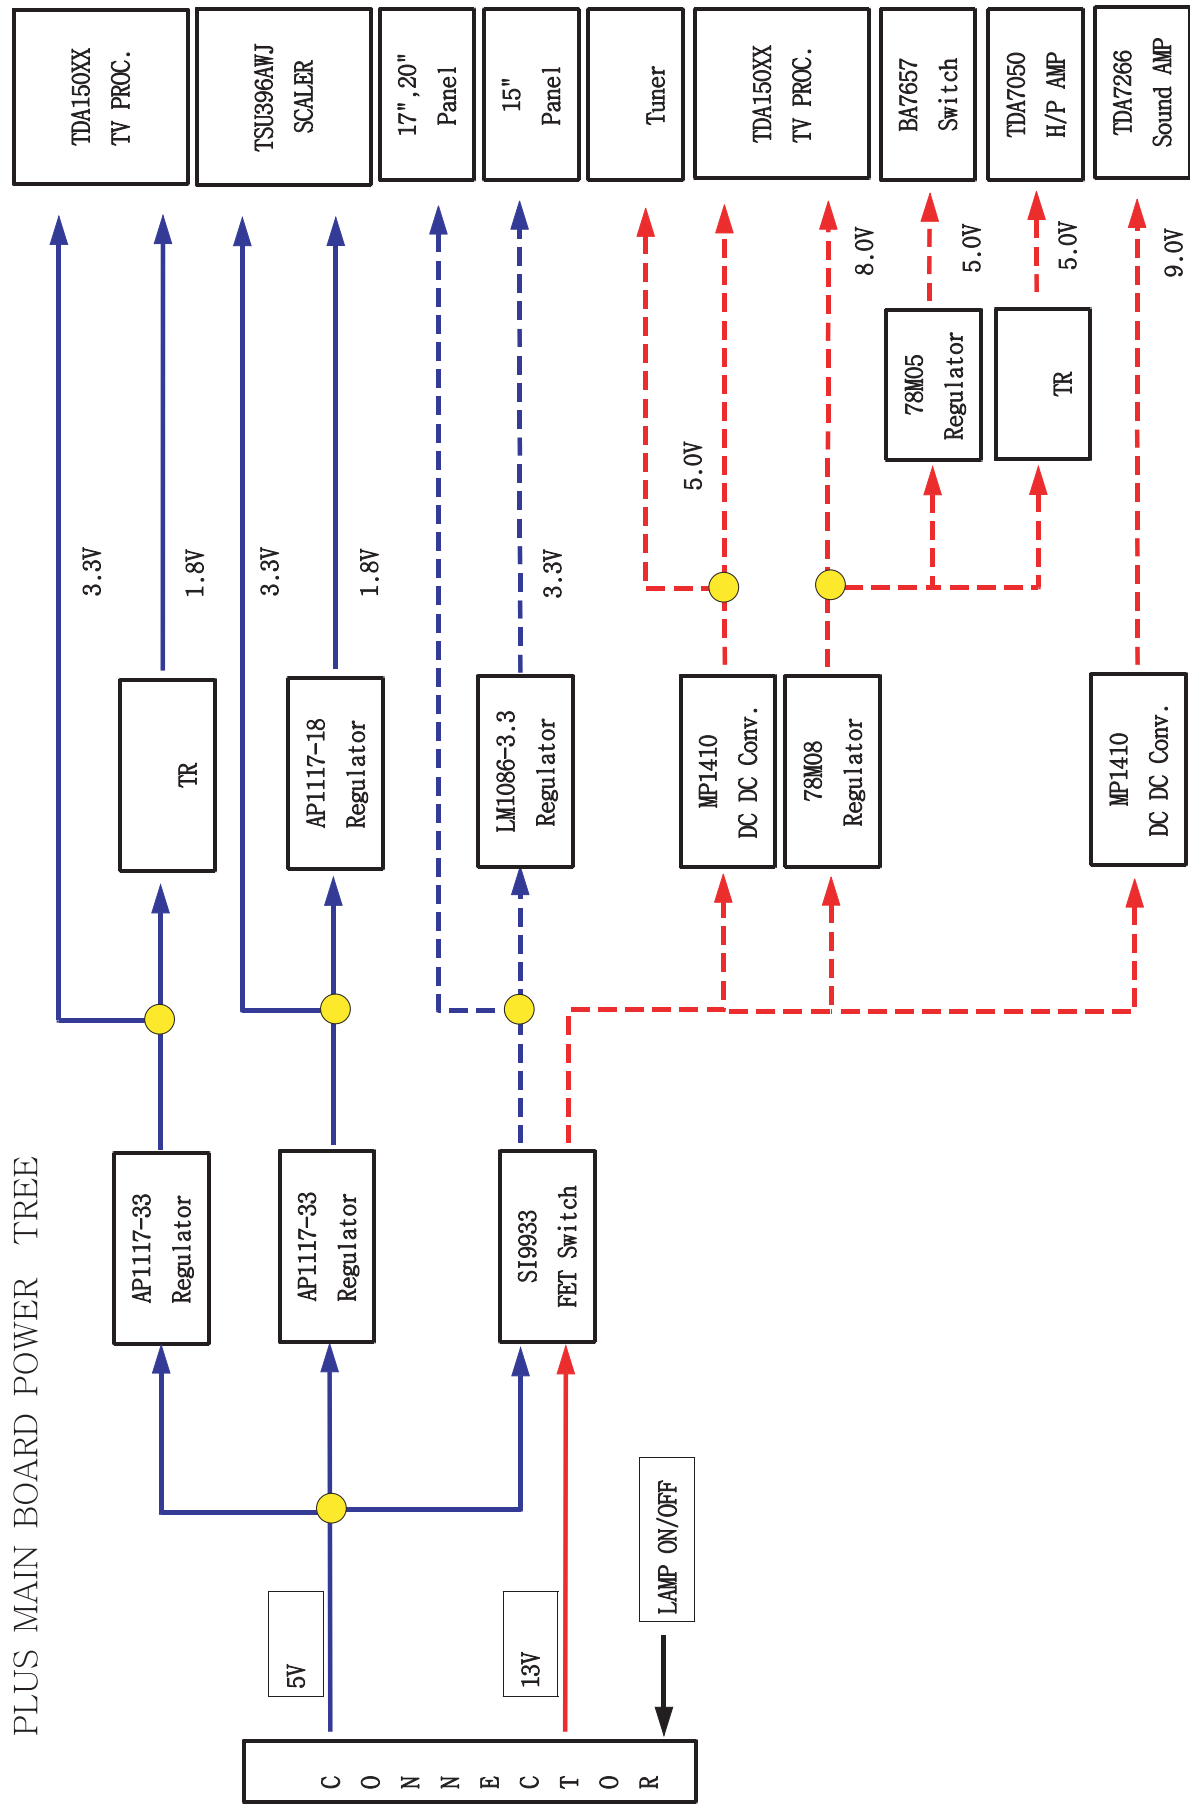 PLUS MAIN BOARD POWER TREE
CONNECTOR
5V
13V
LAMP ON/OFF
AP1117-33
Regulator
AP1117-33
Regulator
SI9933
FET Switch
TR
AP1117-18
Regulator
LM1086-3.3
Regulator
MP1410
DC DC Conv.
78M08
Regulator
MP1410
DC DC Conv.
3.3V
1.8V
3.3V
1.8V
3.3V
5.0V
78M05
Regulator
TR
8.0V
5.0V
5.0V
9.0V
TDA150XX
TV PROC.
TSU396AWJ
SCALER
17",20"
Panel
15"
Panel
Tuner
TDA150XX
TV PROC.
BA7657
Switch
TDA7050
H/P AMP
TDA7266
Sound AMP